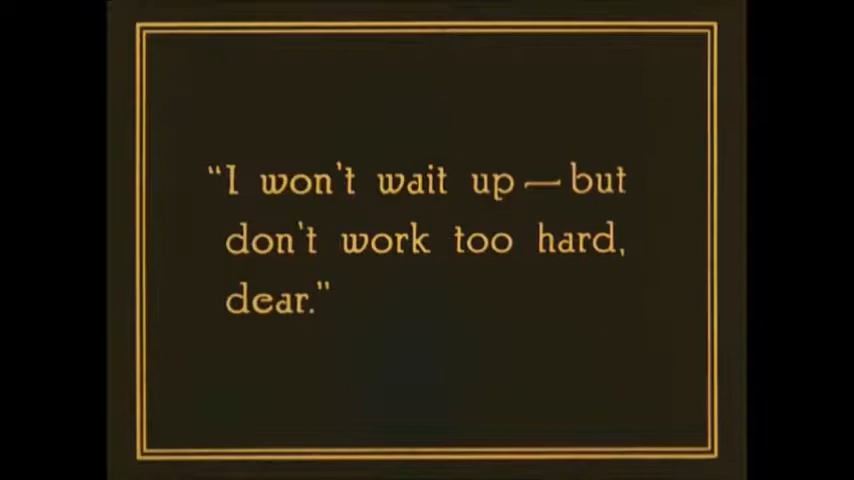 "I won't wait up — but
don't work too hard,
dear."